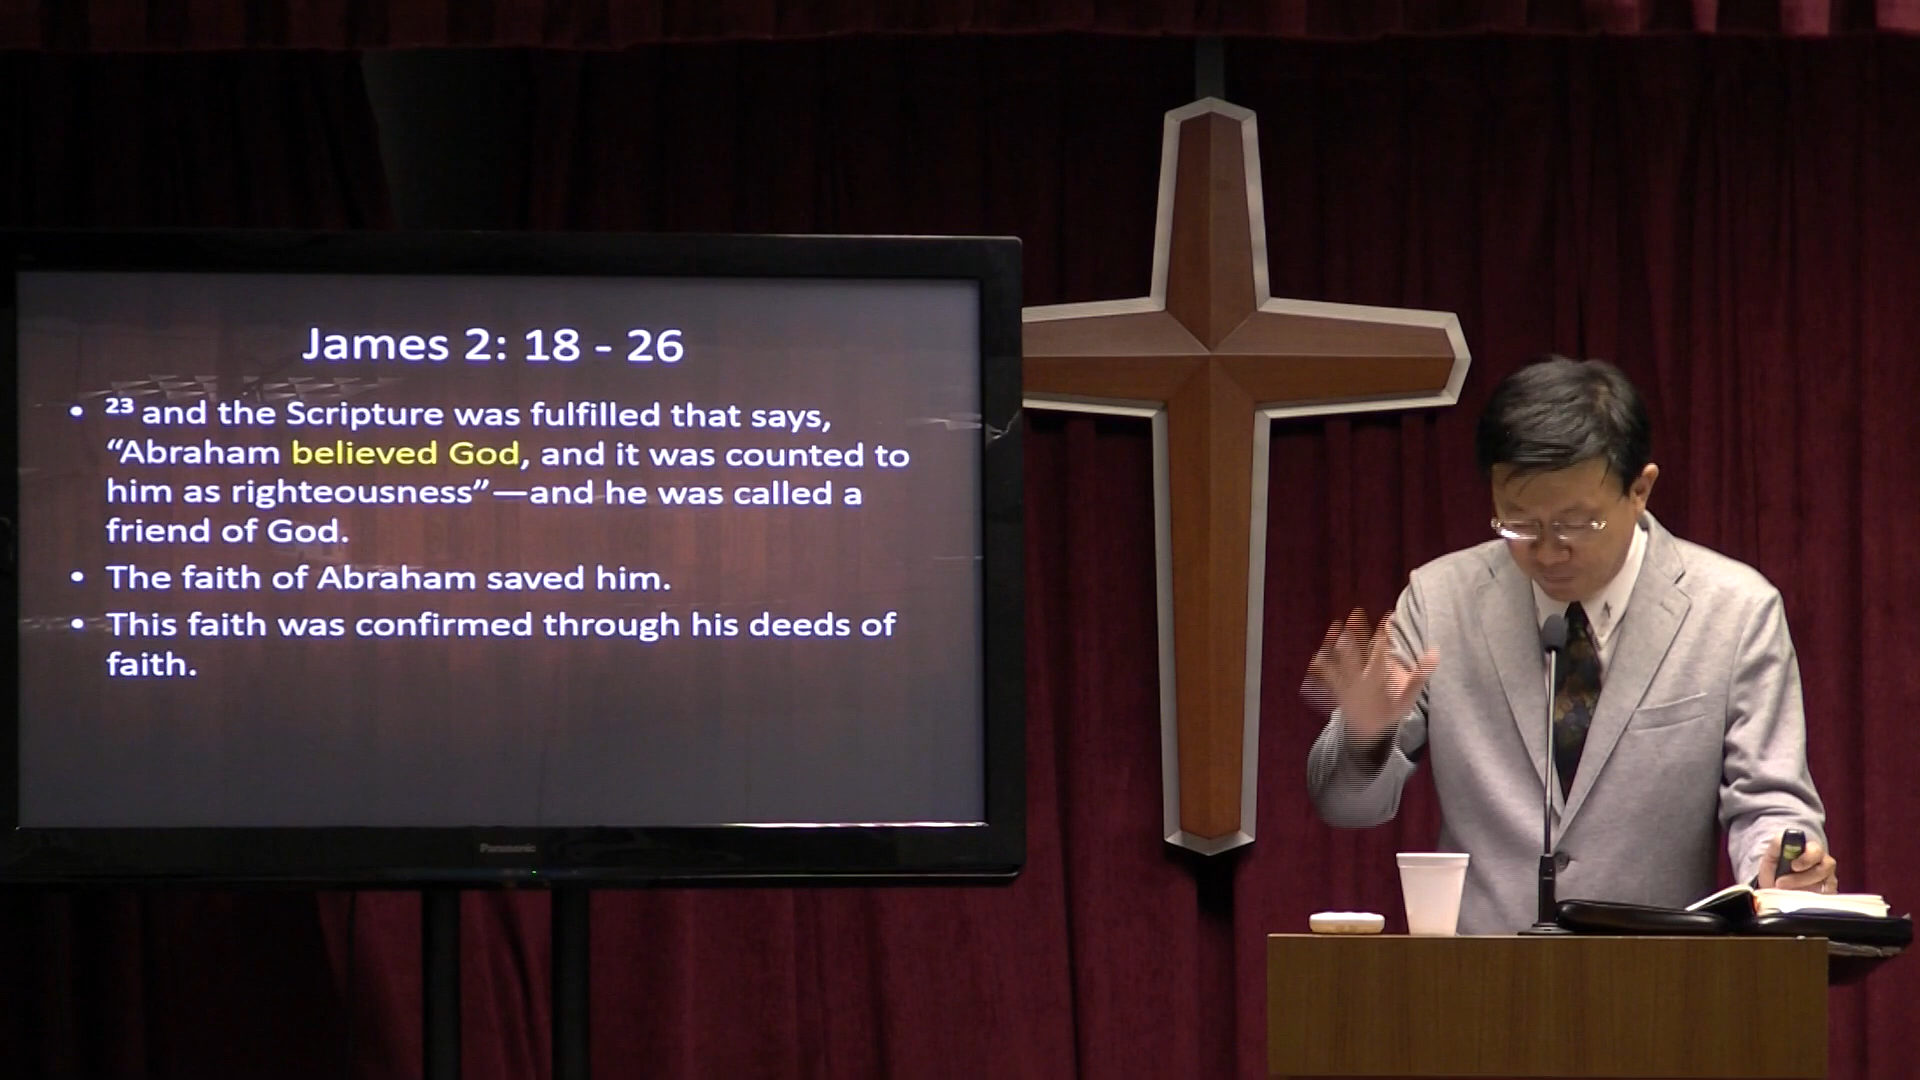 James 2: 18 - 26
• ²³ and the Scripture was fulfilled that says,
“Abraham believed God, and it was counted to
him as righteousness”—and he was called a
friend of God.
• The faith of Abraham saved him.
• This faith was confirmed through his deeds of
faith.
Panasonic